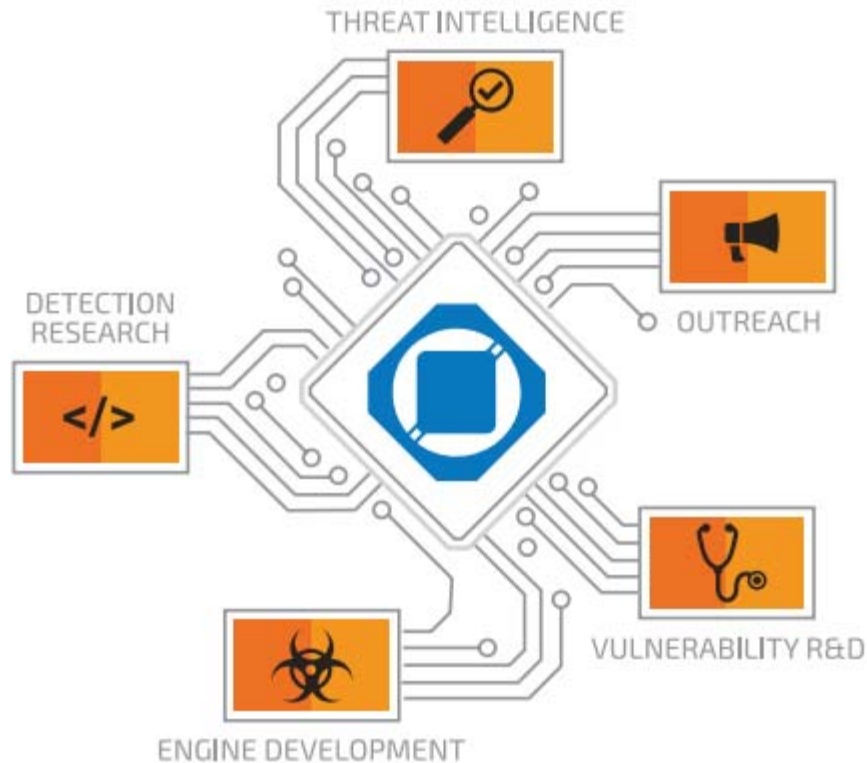 THREAT INTELLIGENCE
OUTREACH
DETECTION
RESEARCH
</>
VULNERABILITY R&D
ENGINE DEVELOPMENT